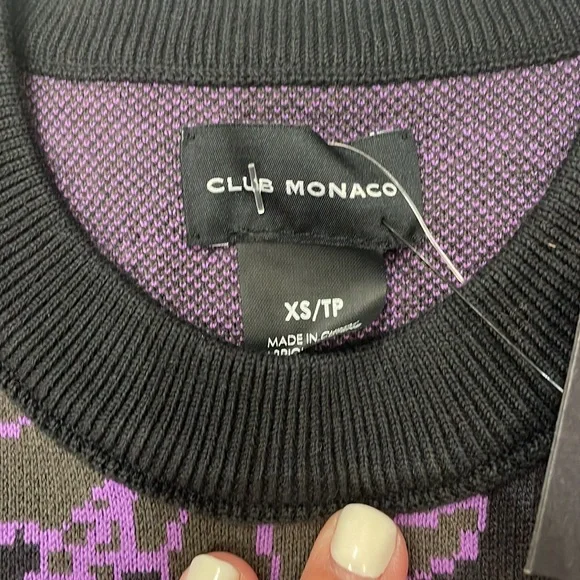 CLUB MONACO
XS/TP
MADE IN